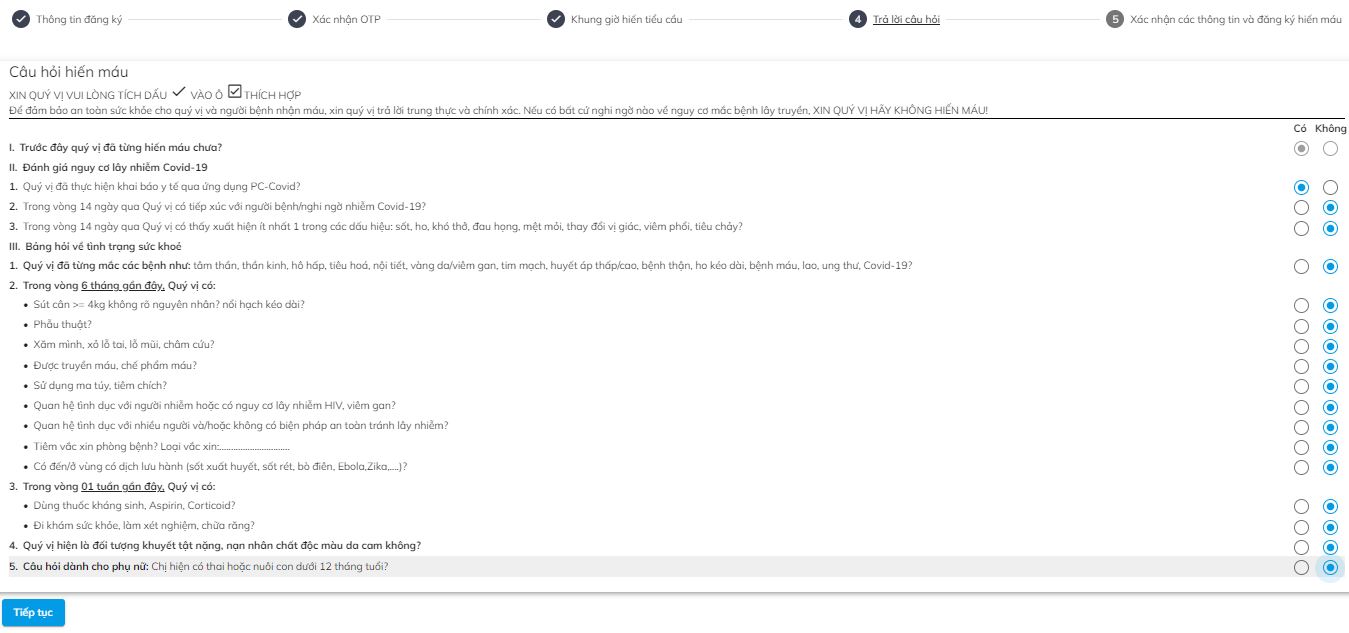 Thông tin đăng ký
Xác nhận OTP
Khung giờ hiến tiểu cầu
4 Trả lời câu hỏi
5 Xác nhận các thông tin và đăng ký hiến máu
Câu hỏi hiến máu
XIN QUÝ VỊ VUI LÒNG TÍCH DẤU ✓ VÀO Ô ☑ THÍCH HỢP
Để đảm bảo an toàn sức khỏe cho quý vị và người bệnh nhận máu, xin quý vị trả lời trung thực và chính xác. Nếu có bất cứ nghi ngờ nào về nguy cơ mắc bệnh lây truyền, XIN QUÝ VỊ HÃY KHÔNG HIẾN MÁU!
Có Không
I. Trước đây quý vị đã từng hiến máu chưa?
II. Đánh giá nguy cơ lây nhiễm Covid-19
1. Quý vị đã thực hiện khai báo y tế qua ứng dụng PC-Covid?
2. Trong vòng 14 ngày qua Quý vị có tiếp xúc với người bệnh/nghi ngờ nhiễm Covid-19?
3. Trong vòng 14 ngày qua Quý vị có thấy xuất hiện ít nhất 1 trong các dấu hiệu: sốt, ho, khó thở, đau họng, mệt mỏi, thay đổi vị giác, viêm phổi, tiêu chảy?
III. Bảng hỏi về tình trạng sức khoẻ
1. Quý vị đã từng mắc các bệnh như: tâm thần, thần kinh, hô hấp, tiêu hoá, nội tiết, vàng da/viêm gan, tim mạch, huyết áp thấp/cao, bệnh thận, ho kéo dài, bệnh máu, lao, ung thư, Covid-19?
2. Trong vòng 6 tháng gần đây, Quý vị có:
• Sút cân >= 4kg không rõ nguyên nhân? nổi hạch kéo dài?
• Phẫu thuật?
• Xăm mình, xỏ lỗ tai, lỗ mũi, châm cứu?
• Được truyền máu, chế phẩm máu?
• Sử dụng ma túy, tiêm chích?
• Quan hệ tình dục với người nhiễm hoặc có nguy cơ lây nhiễm HIV, viêm gan?
• Quan hệ tình dục với nhiều người và/hoặc không có biện pháp an toàn tránh lây nhiễm?
• Tiêm vắc xin phòng bệnh? Loại vắc xin:............................
• Có đến/ở vùng có dịch lưu hành (sốt xuất huyết, sốt rét, bò điên, Ebola,Zika,....)?
3. Trong vòng 01 tuần gần đây, Quý vị có:
• Dùng thuốc kháng sinh, Aspirin, Corticoid?
• Đi khám sức khỏe, làm xét nghiệm, chữa răng?
4. Quý vị hiện là đối tượng khuyết tật nặng, nạn nhân chất độc màu da cam không?
5. Câu hỏi dành cho phụ nữ: Chị hiện có thai hoặc nuôi con dưới 12 tháng tuổi?
Tiếp tục